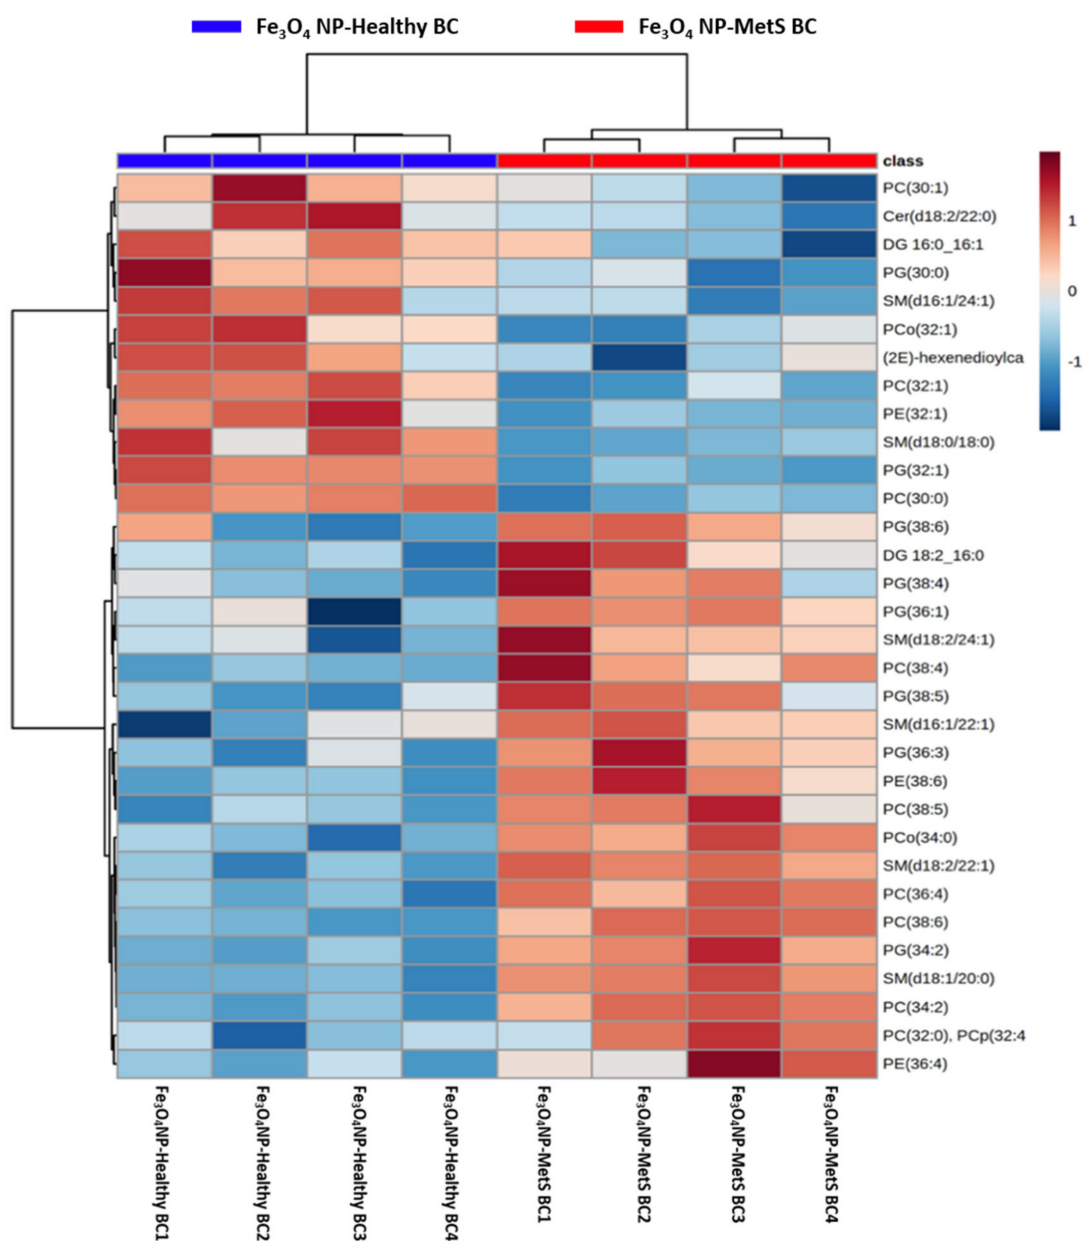 Fe₃O₄ NP-Healthy BC
Fe₃O₄ NP-MetS BC
class
PC(30:1)
Cer(d18:2/22:0)
DG 16:0_16:1
PG(30:0)
SM(d16:1/24:1)
PCo(32:1)
(2E)-hexenedioylca
PC(32:1)
PE(32:1)
SM(d18:0/18:0)
PG(32:1)
PC(30:0)
PG(38:6)
DG 18:2_16:0
PG(38:4)
PG(36:1)
SM(d18:2/24:1)
PC(38:4)
PG(38:5)
SM(d16:1/22:1)
PG(36:3)
PE(38:6)
PC(38:5)
PCo(34:0)
SM(d18:2/22:1)
PC(36:4)
PC(38:6)
PG(34:2)
SM(d18:1/20:0)
PC(34:2)
PC(32:0), PCp(32:4
PE(36:4)
1
0
-1
Fe₃O₄NP-Healthy BC1
Fe₃O₄NP-Healthy BC2
Fe₃O₄NP-Healthy BC3
Fe₃O₄NP-Healthy BC4
Fe₃O₄NP-MetS BC1
Fe₃O₄NP-MetS BC2
Fe₃O₄NP-MetS BC3
Fe₃O₄NP-MetS BC4